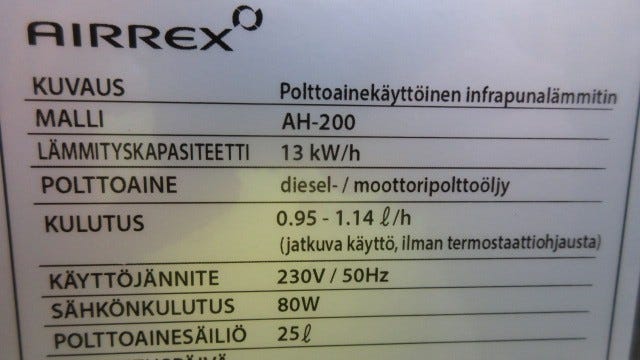 AIRREX
KUVAUS Polttoainekäyttöinen infrapunalämmitin
MALLI AH-200
LÄMMITYSKAPASITEETTI 13 kW/h
POLTTOAINE diesel- / moottoripolttoöljy
KULUTUS 0.95 - 1.14 ℓ/h
(jatkuva käyttö, ilman termostaattiohjausta)
KÄYTTÖJÄNNITE 230V / 50Hz
SÄHKÖNKULUTUS 80W
POLTTOAINESÄILIÖ 25ℓ